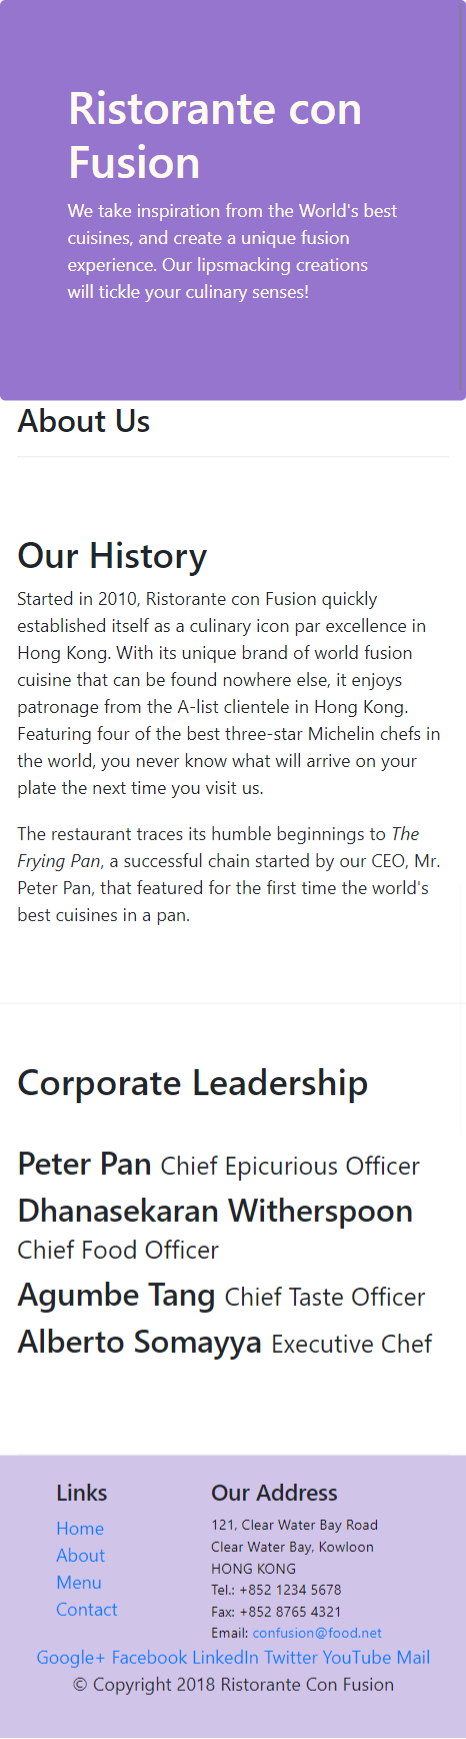 Ristorante con
Fusion
We take inspiration from the World's best
cuisines, and create a unique fusion
experience. Our lipsmacking creations
will tickle your culinary senses!
About Us
Our History
Started in 2010, Ristorante con Fusion quickly
established itself as a culinary icon par excellence in
Hong Kong. With its unique brand of world fusion
cuisine that can be found nowhere else, it enjoys
patronage from the A-list clientele in Hong Kong.
Featuring four of the best three-star Michelin chefs in
the world, you never know what will arrive on your
plate the next time you visit us.
The restaurant traces its humble beginnings to The
Frying Pan, a successful chain started by our CEO, Mr.
Peter Pan, that featured for the first time the world's
best cuisines in a pan.
Corporate Leadership
Peter Pan Chief Epicurious Officer
Dhanasekaran Witherspoon
Chief Food Officer
Agumbe Tang Chief Taste Officer
Alberto Somayya Executive Chef
Links
Home
About
Menu
Contact
Our Address
121, Clear Water Bay Road
Clear Water Bay, Kowloon
HONG KONG
Tel.: +852 1234 5678
Fax: +852 8765 4321
Email: confusion@food.net
Google+ Facebook LinkedIn Twitter YouTube Mail
© Copyright 2018 Ristorante Con Fusion